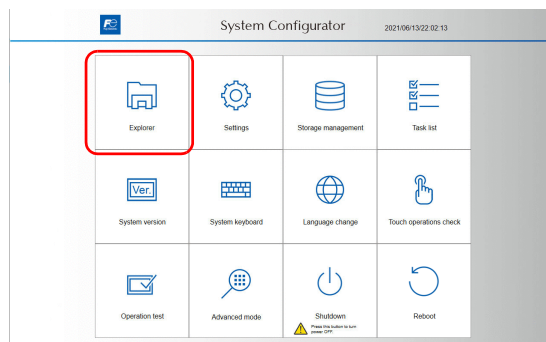 System Configurator
2021/06/13/22:02:13
Explorer
Settings
Storage management
Task list
Ver.
System version
System keyboard
Language change
Touch operations check
Operation test
Advanced mode
Shutdown
Reboot
Press this button to turn
power OFF.